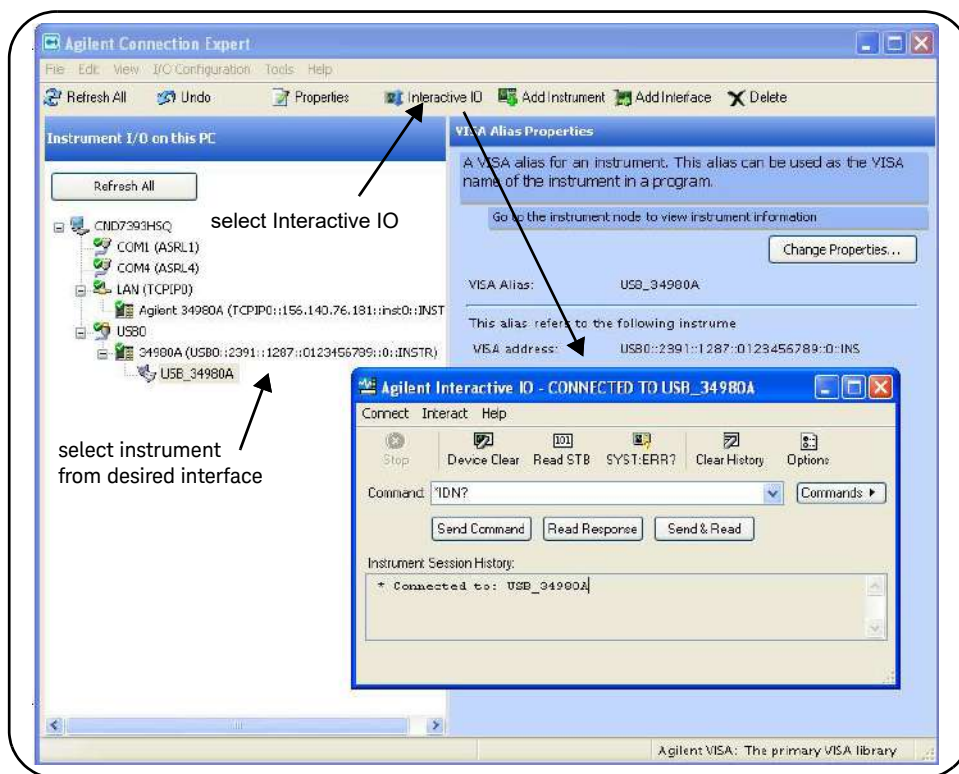 Agilent Connection Expert
File Edit View I/O Configuration Tools Help
Refresh All Undo Properties Interactive IO Add Instrument Add Interface Delete
Instrument I/O on this PC
Refresh All
select Interactive IO
CND7393HSQ
COM1 (ASRL1)
COM4 (ASRL4)
LAN (TCPIP0)
Agilent 34980A (TCPIP0::156.140.76.181::inst0::INST
USB0
34980A (USB0::2391::1287::0123456789::0::INSTR)
USB_34980A
select instrument
from desired interface
VISA Alias Properties
A VISA alias for an instrument. This alias can be used as the VISA
name of the instrument in a program.
Go to the instrument node to view instrument information
Change Properties...
VISA Alias: USB_34980A
This alias refers to the following instrume
VISA address: USB0::2391::1287::0123456789::0::INS
Agilent Interactive IO - CONNECTED TO USB_34980A
Connect Interact Help
Stop Device Clear Read STB SYST:ERR? Clear History Options
Command: *IDN? Commands
Send Command Read Response Send & Read
Instrument Session History:
* Connected to: USB_34980A
Agilent VISA: The primary VISA library